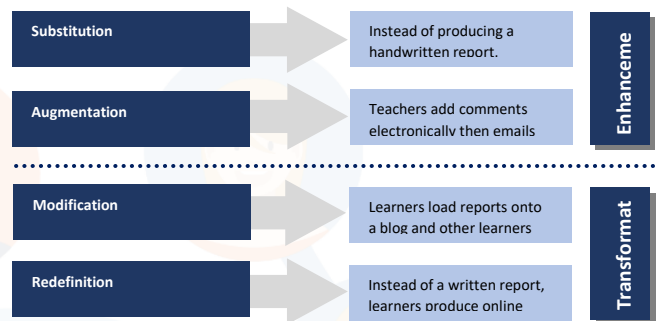 Substitution
Instead of producing a
handwritten report,
Augmentation
Teachers add comments
electronically then emails
Enhanceme
Modification
Learners load reports onto
a blog and other learners
Redefinition
Instead of a written report,
learners produce online
Transformat